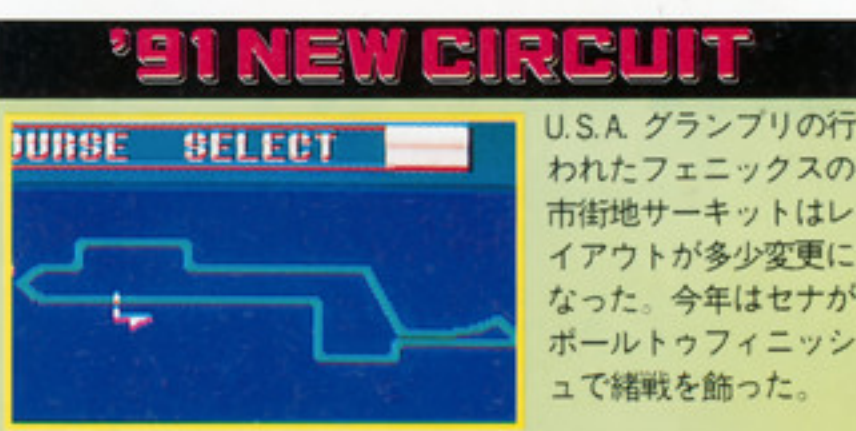 '91 NEW CIRCUIT
OURSE SELECT
U.S.A. グランプリの行
われたフェニックスの
市街地サーキットはレ
イアウトが多少変更に
なった。今年はセナが
ポールトゥフィニッシ
ュで緒戦を飾った。